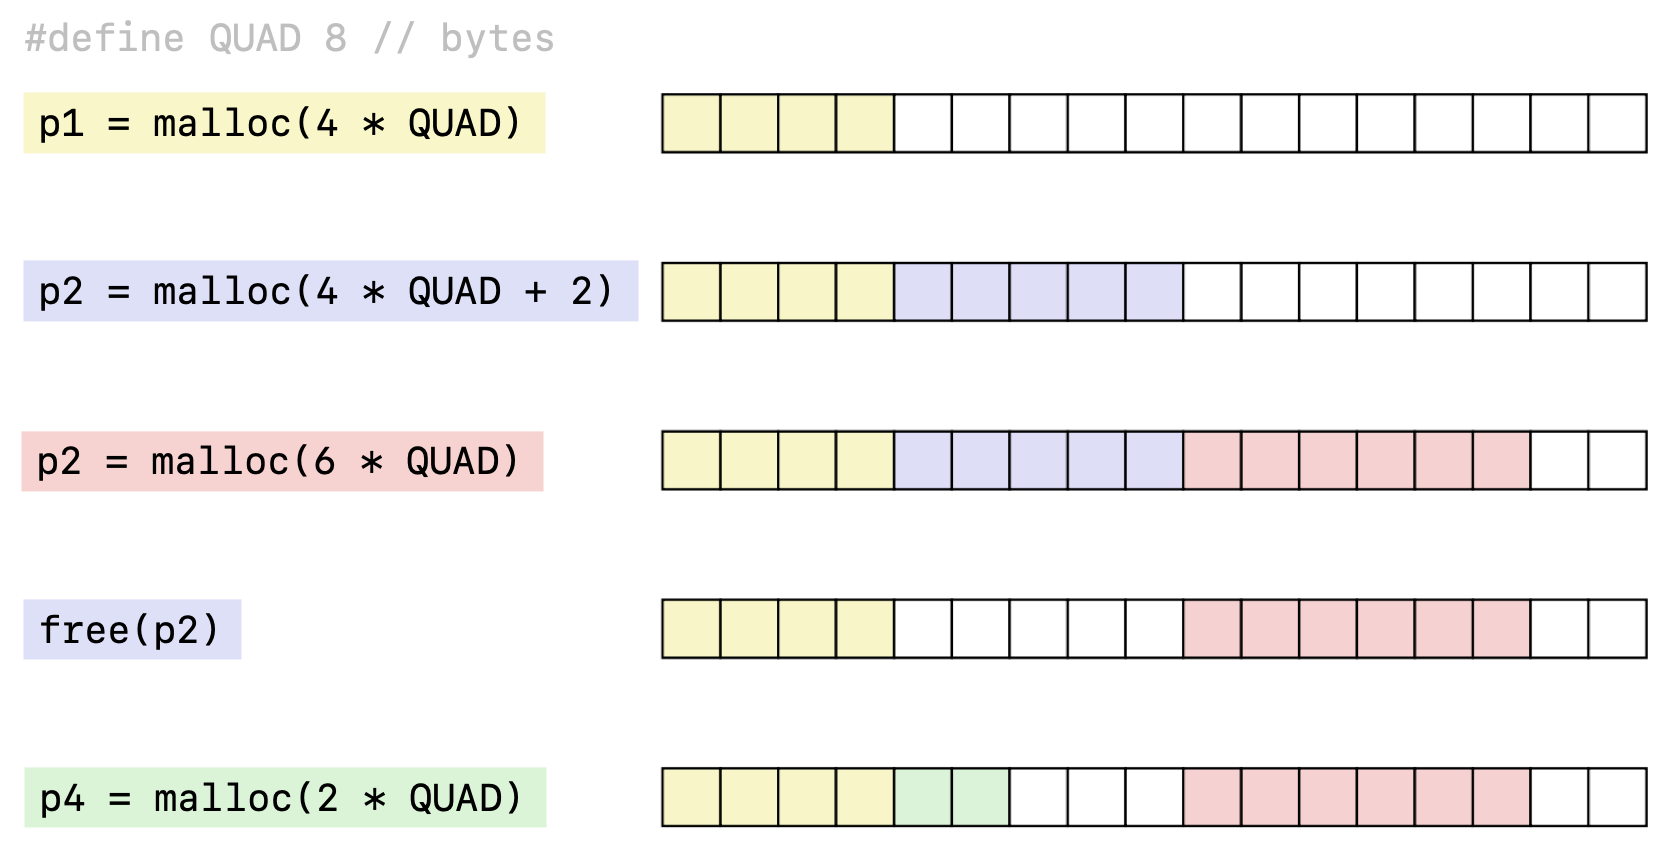 #define QUAD 8 // bytes
p1 = malloc(4 * QUAD)
p2 = malloc(4 * QUAD + 2)
p2 = malloc(6 * QUAD)
free(p2)
p4 = malloc(2 * QUAD)